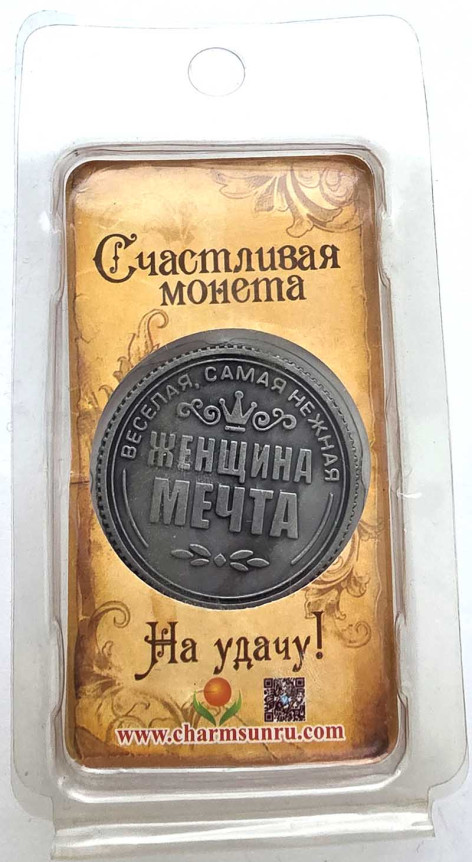 Счастливая
монета
ВЕСЕЛАЯ, САМАЯ НЕЖНАЯ
ЖЕНЩИНА
МЕЧТА
На удачу!
www.charmsunru.com